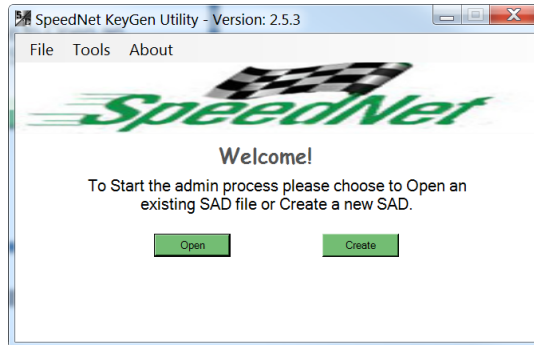 SpeedNet KeyGen Utility - Version: 2.5.3
File Tools About
SpeedNet
Welcome!
To Start the admin process please choose to Open an
existing SAD file or Create a new SAD.
Open Create